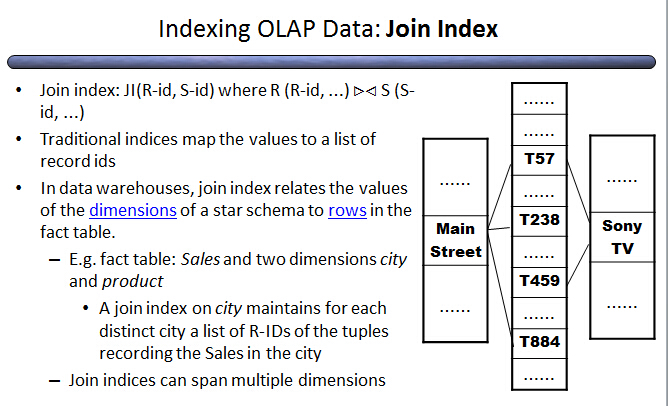 Indexing OLAP Data: Join Index
• Join index: JI(R-id, S-id) where R (R-id, ...) ⊳⊲ S (S-
id, ...)
• Traditional indices map the values to a list of
record ids
• In data warehouses, join index relates the values
of the dimensions of a star schema to rows in the
fact table.
– E.g. fact table: Sales and two dimensions city
and product
• A join index on city maintains for each
distinct city a list of R-IDs of the tuples
recording the Sales in the city
– Join indices can span multiple dimensions
......
Main
Street
......
......
......
T57
......
T238
......
T459
......
T884
......
......
Sony
TV
......